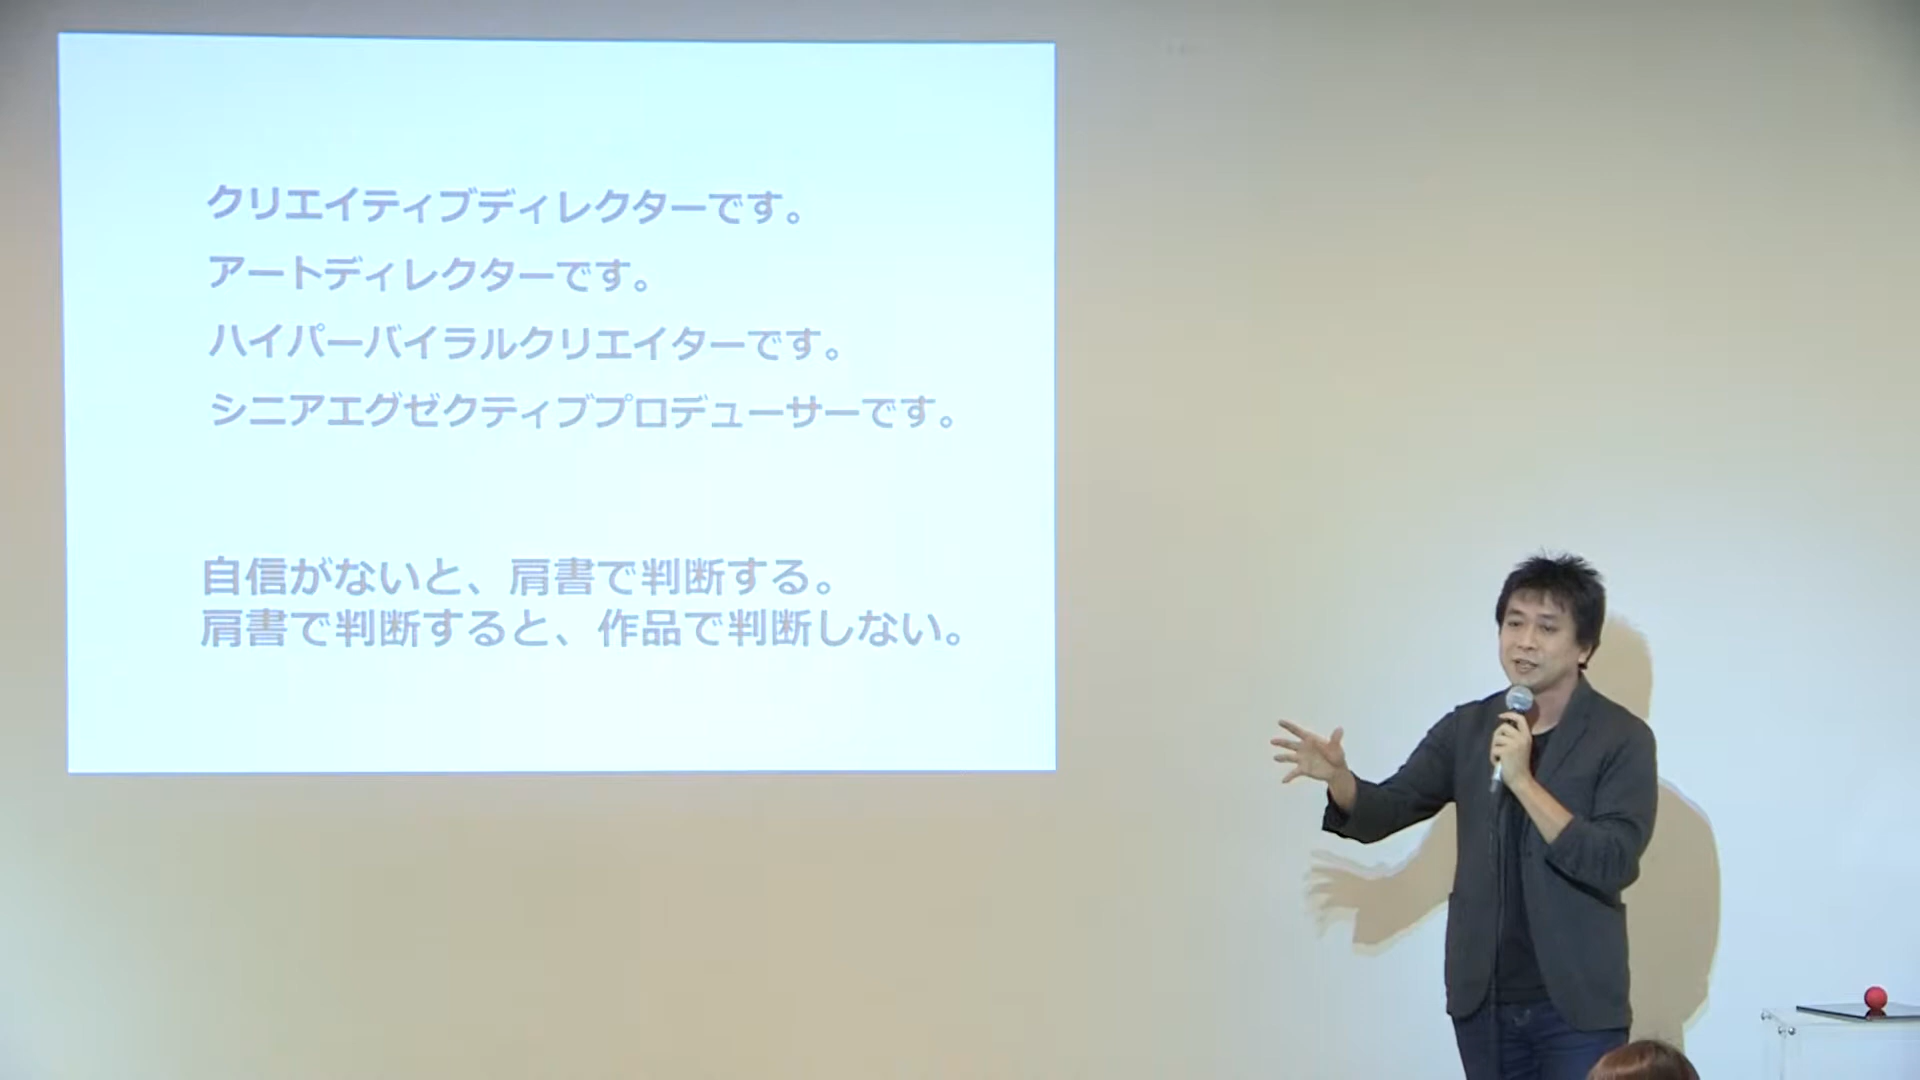 クリエイティブディレクターです。
アートディレクターです。
ハイパーバイラルクリエイターです。
シニアエグゼクティブプロデューサーです。
自信がないと、肩書で判断する。
肩書で判断すると、作品で判断しない。